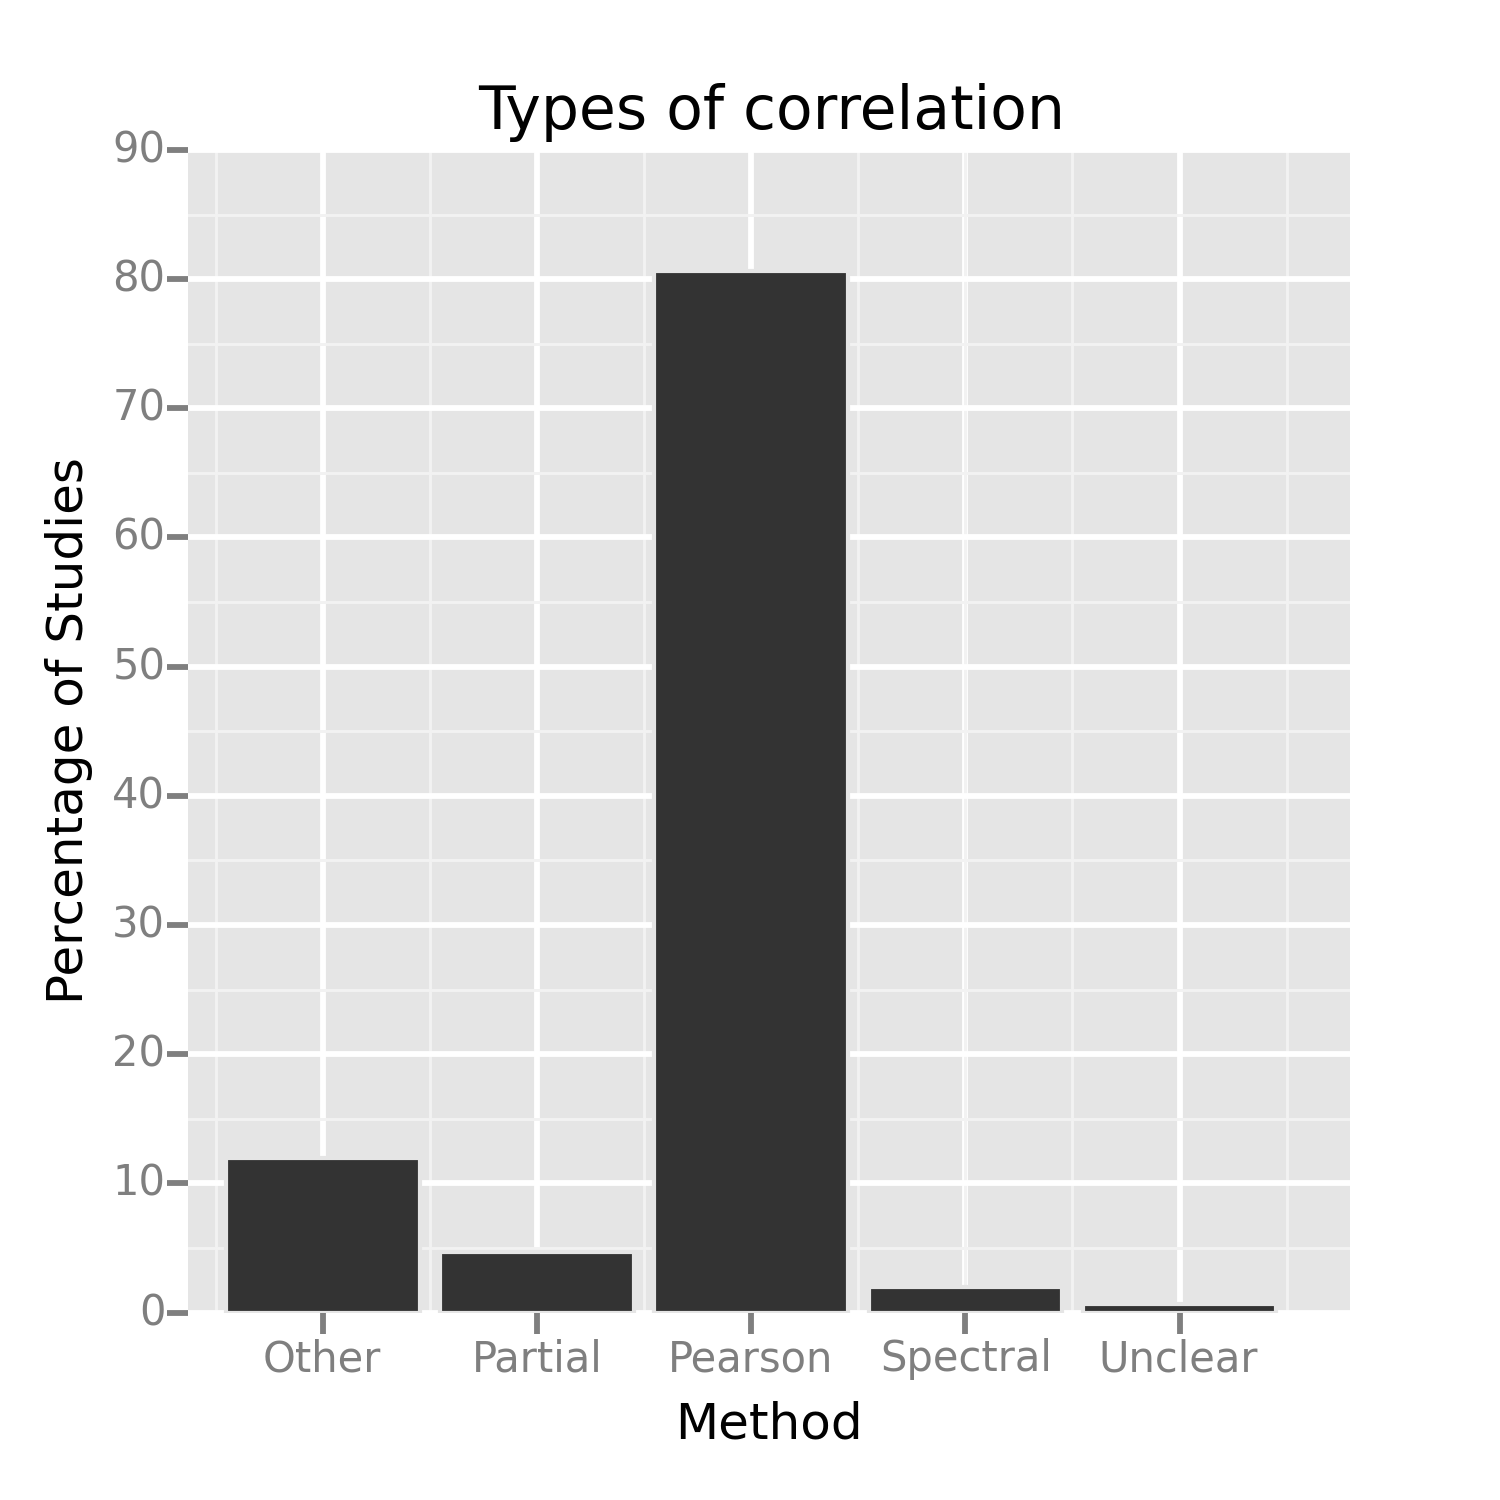 Types of correlation
90
80
70
60
50
40
30
20
10
0
Percentage of Studies
Other Partial Pearson Spectral Unclear
Method